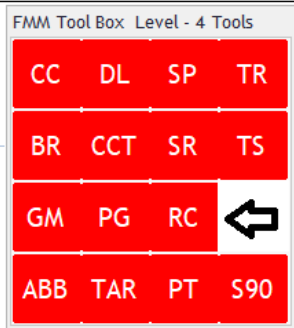 FMM Tool Box Level - 4 Tools
CC DL SP TR
BR CCT SR TS
GM PG RC
ABB TAR PT S90